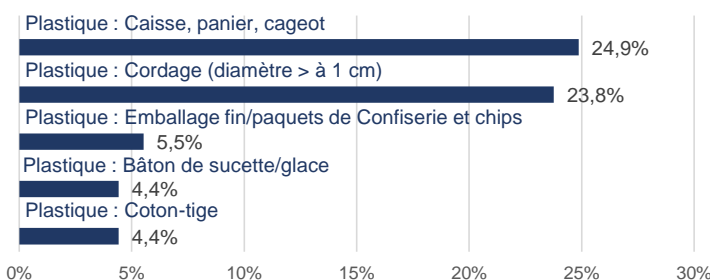 Plastique : Caisse, panier, cageot
24,9%
Plastique : Cordage (diamètre > à 1 cm)
23,8%
Plastique : Emballage fin/paquets de Confiserie et chips
5,5%
Plastique : Bâton de sucette/glace
4,4%
Plastique : Coton-tige
4,4%
0% 5% 10% 15% 20% 25% 30%